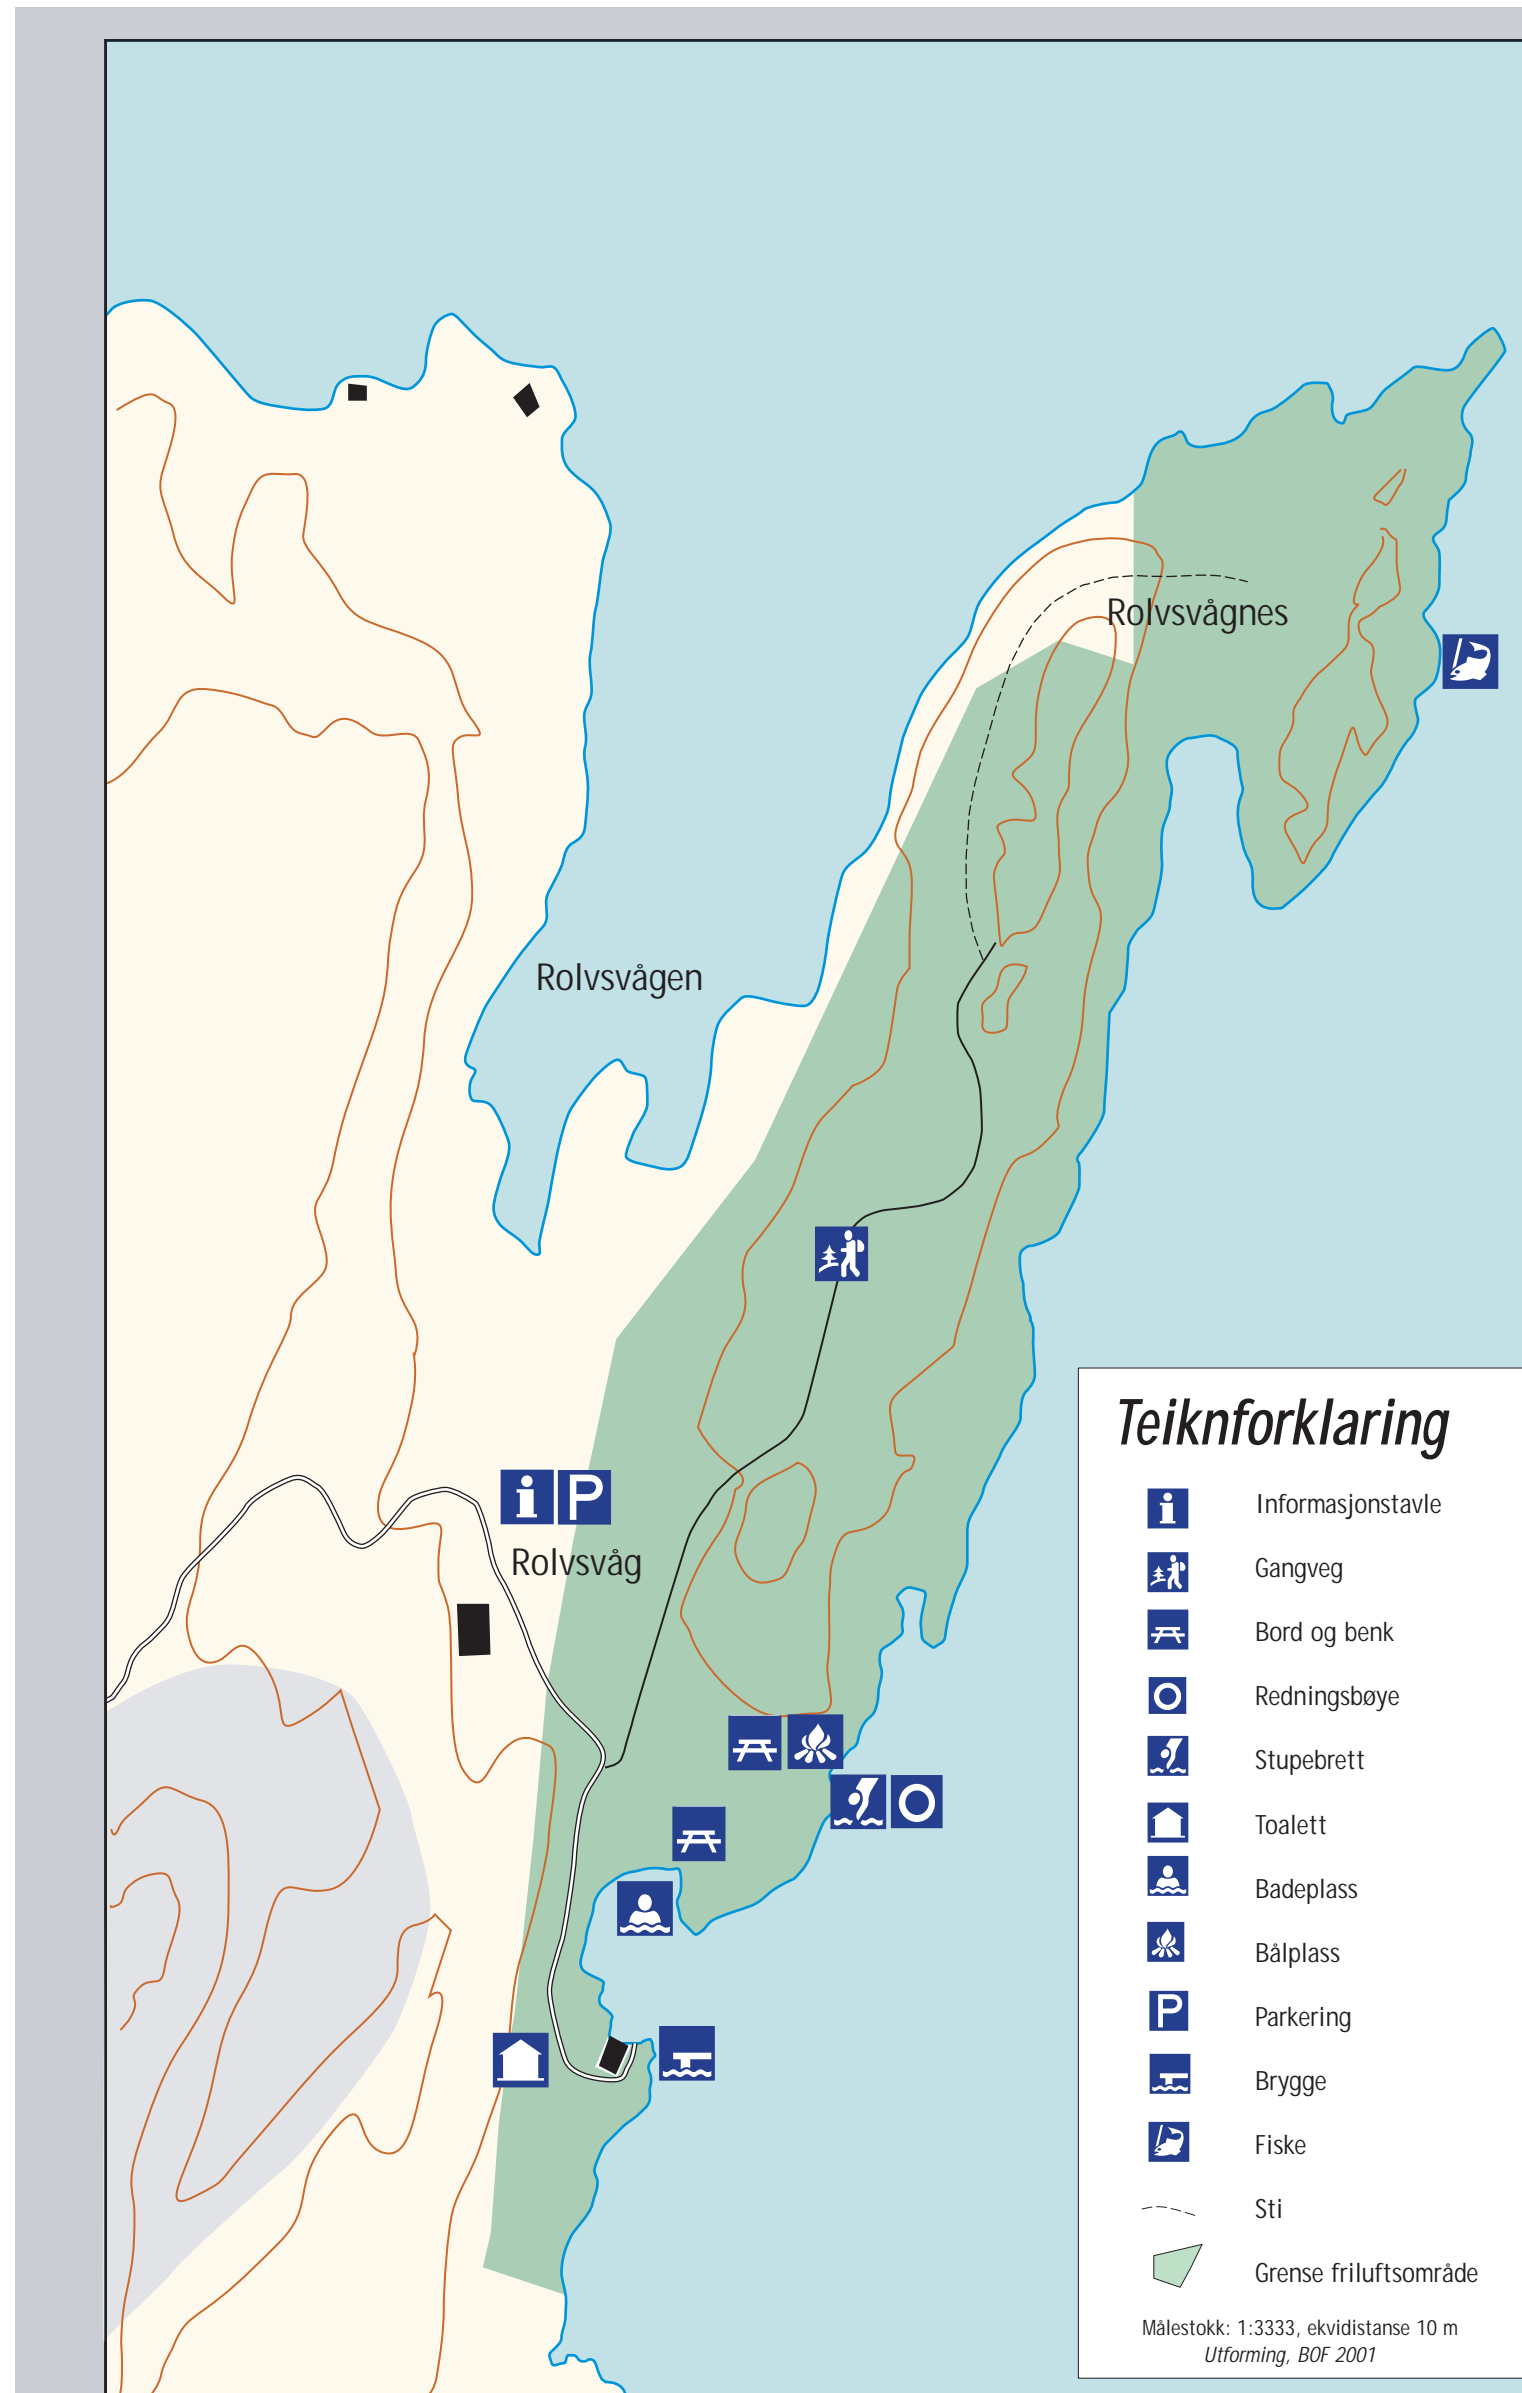 Rolvsvågnes
Rolvsvågen
P
Rolvsvåg
Teiknforklaring
Informasjonstavle
Gangveg
Bord og benk
Redningsbøye
Stupebrett
Toalett
Badeplass
Bålplass
P Parkering
Brygge
Fiske
Sti
Grense friluftsområde
Målestokk: 1:3333, ekvidistanse 10 m
Utforming, BOF 2001